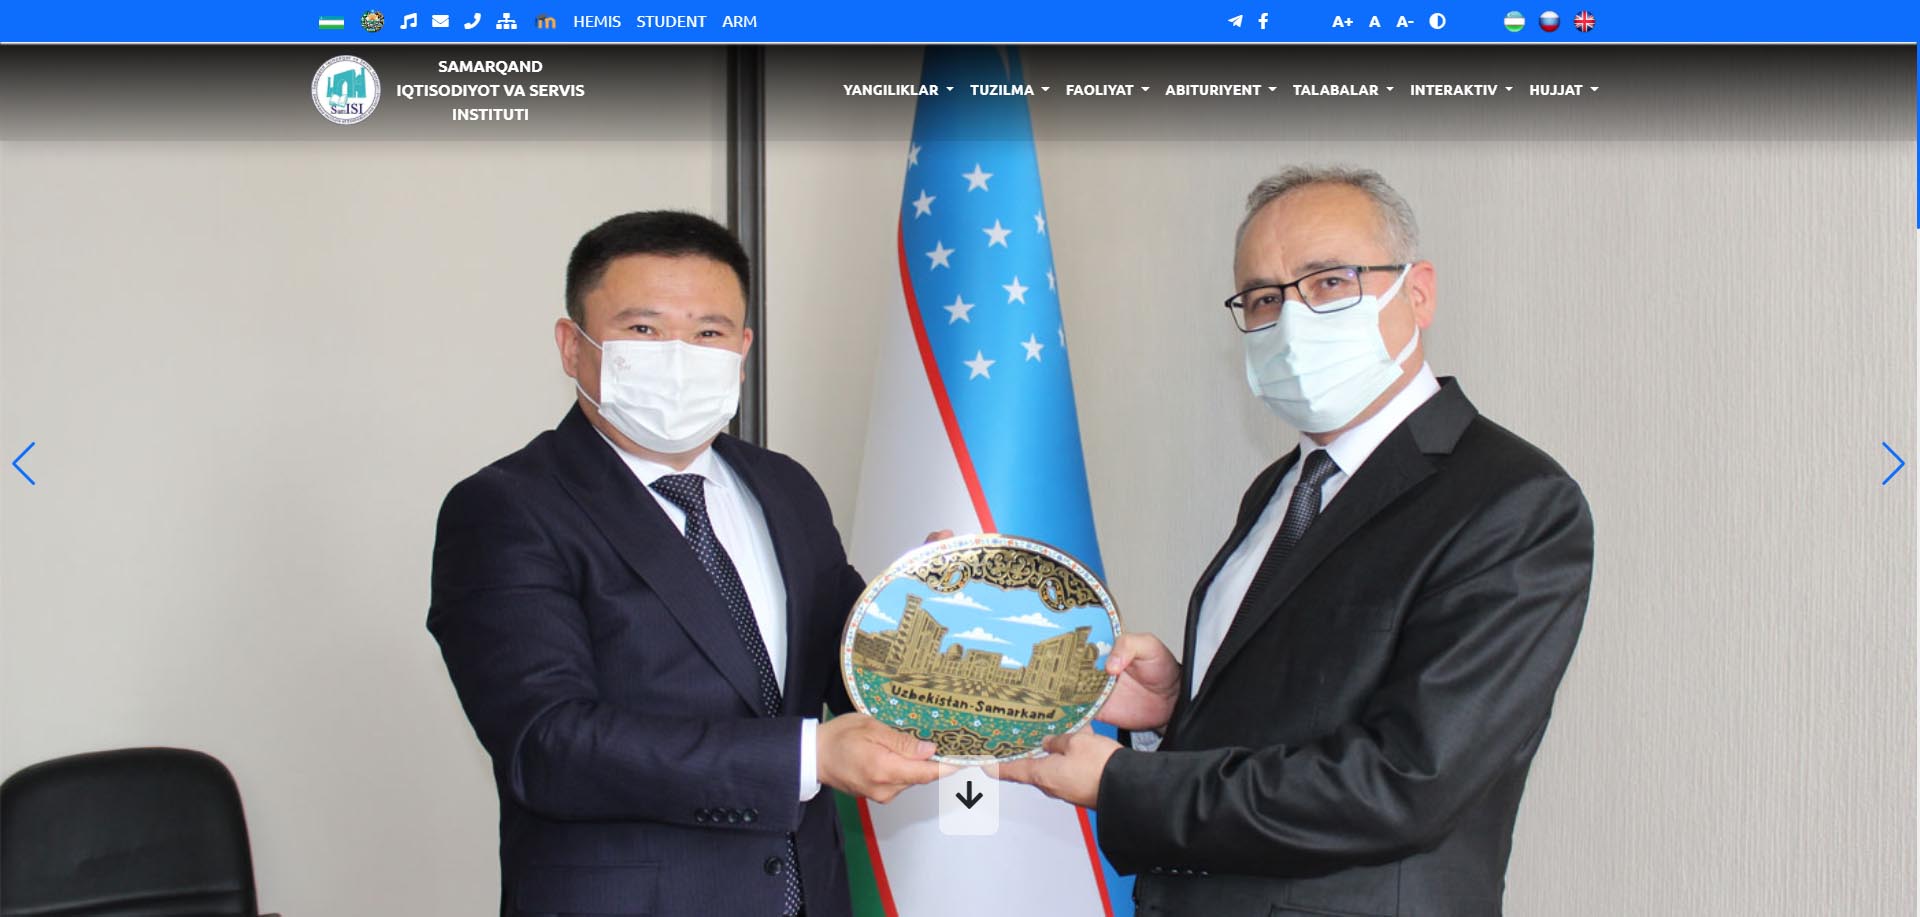 HEMIS STUDENT ARM
A+ A A-
SAMARQAND
IQTISODIYOT VA SERVIS
INSTITUTI
YANGILIKLAR TUZILMA FAOLIYAT ABITURIYENT TALABALAR INTERAKTIV HUJJAT
SamISI
Uzbekistan-Samarkand